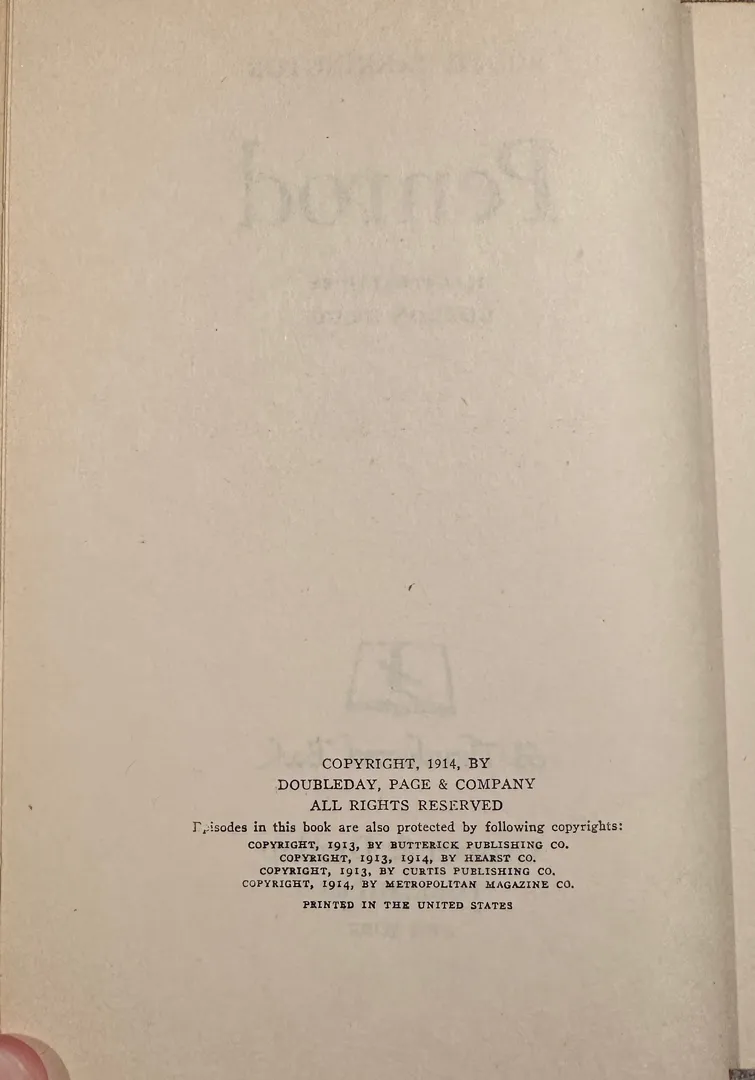 Penrod
COPYRIGHT, 1914, BY
DOUBLEDAY, PAGE & COMPANY
ALL RIGHTS RESERVED
Episodes in this book are also protected by following copyrights:
COPYRIGHT, 1913, BY BUTTERICK PUBLISHING CO.
COPYRIGHT, 1913, 1914, BY HEARST CO.
COPYRIGHT, 1913, BY CURTIS PUBLISHING CO.
COPYRIGHT, 1914, BY METROPOLITAN MAGAZINE CO.
PRINTED IN THE UNITED STATES